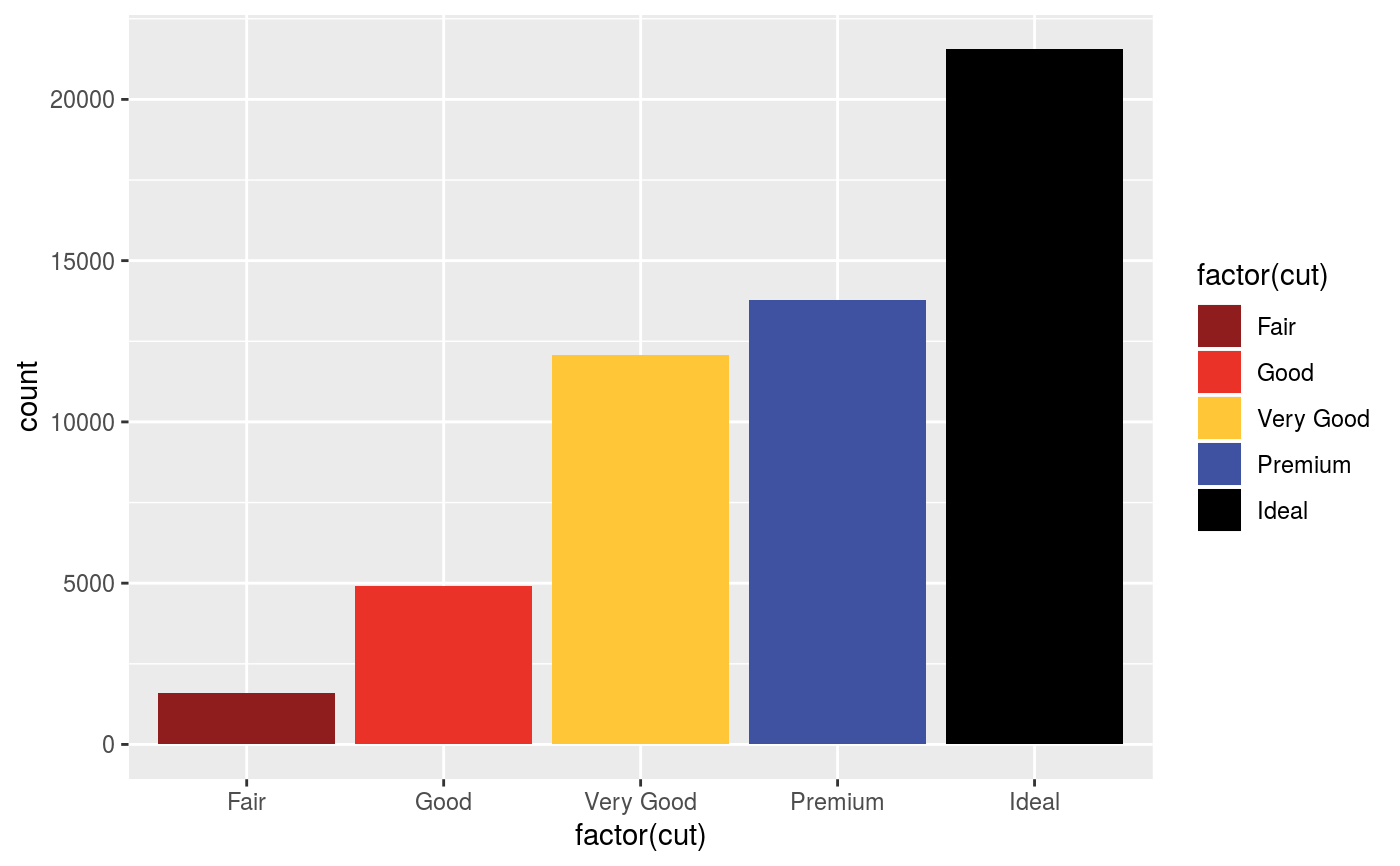 count
20000
15000
10000
5000
0
Fair
Good
Very Good
Premium
Ideal
factor(cut)
factor(cut)
Fair
Good
Very Good
Premium
Ideal